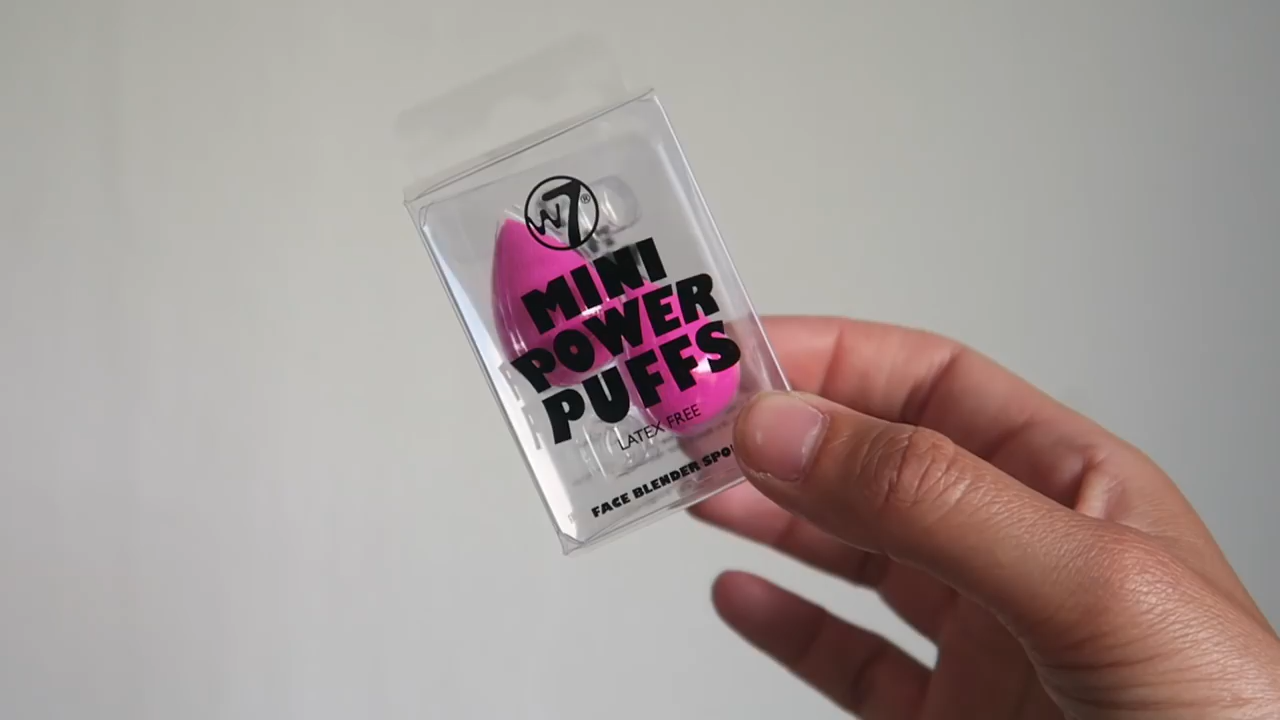 W7®
MINI
POWER
PUFFS
LATEX FREE
FACE BLENDER